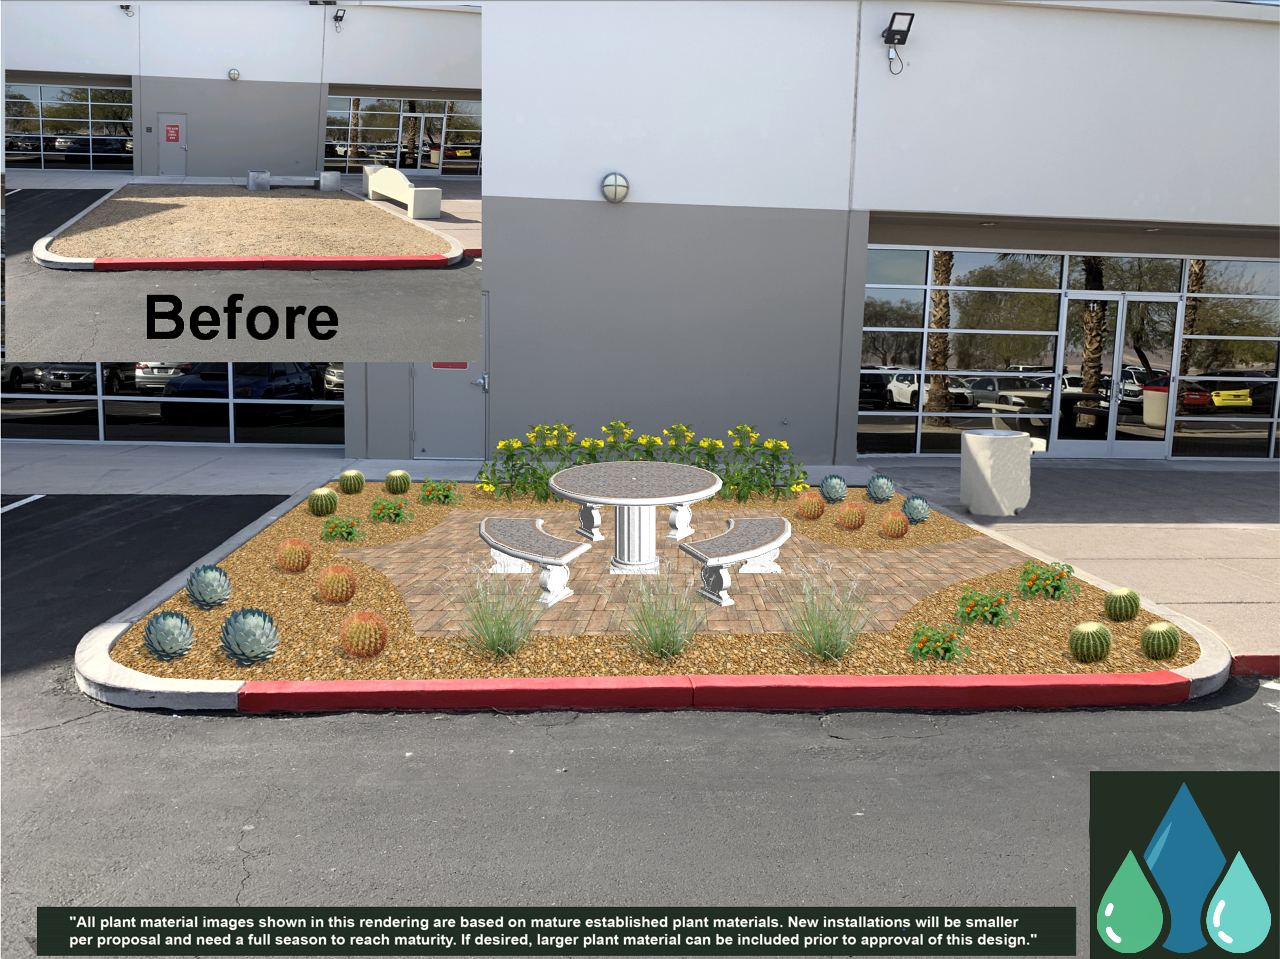 Before
"All plant material images shown in this rendering are based on mature established plant materials. New installations will be smaller
per proposal and need a full season to reach maturity. If desired, larger plant material can be included prior to approval of this design."